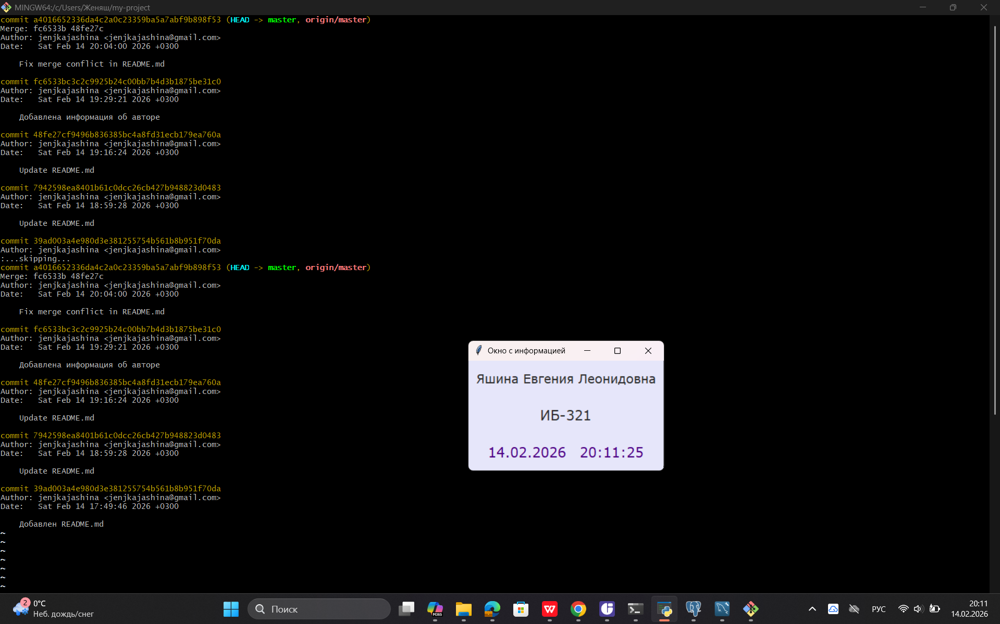 MINGW64:/c/Users/Женяш/my-project
commit a4016652336da4c2a0c23359ba5a7abf9b898f53 (HEAD -> master, origin/master)
Merge: fc6533b 48fe27c
Author: jenjkajashina <jenjkajashina@gmail.com>
Date:   Sat Feb 14 20:04:00 2026 +0300
    Fix merge conflict in README.md
commit fc6533bc3c2c9925b24c00bb7b4d3b1875be31c0
Author: jenjkajashina <jenjkajashina@gmail.com>
Date:   Sat Feb 14 19:29:21 2026 +0300
    Добавлена информация об авторе
commit 48fe27cf9496b836385bc4a8fd31ecb179ea760a
Author: jenjkajashina <jenjkajashina@gmail.com>
Date:   Sat Feb 14 19:16:24 2026 +0300
    Update README.md
commit 7942598ea8401b61c0dcc26cb427b948823d0483
Author: jenjkajashina <jenjkajashina@gmail.com>
Date:   Sat Feb 14 18:59:28 2026 +0300
    Update README.md
commit 39ad003a4e980d3e381255754b561b8b951f70da
Author: jenjkajashina <jenjkajashina@gmail.com>
:...skipping...
commit a4016652336da4c2a0c23359ba5a7abf9b898f53 (HEAD -> master, origin/master)
Merge: fc6533b 48fe27c
Author: jenjkajashina <jenjkajashina@gmail.com>
Date:   Sat Feb 14 20:04:00 2026 +0300
    Fix merge conflict in README.md
commit fc6533bc3c2c9925b24c00bb7b4d3b1875be31c0
Author: jenjkajashina <jenjkajashina@gmail.com>
Date:   Sat Feb 14 19:29:21 2026 +0300
    Добавлена информация об авторе
commit 48fe27cf9496b836385bc4a8fd31ecb179ea760a
Author: jenjkajashina <jenjkajashina@gmail.com>
Date:   Sat Feb 14 19:16:24 2026 +0300
    Update README.md
commit 7942598ea8401b61c0dcc26cb427b948823d0483
Author: jenjkajashina <jenjkajashina@gmail.com>
Date:   Sat Feb 14 18:59:28 2026 +0300
    Update README.md
commit 39ad003a4e980d3e381255754b561b8b951f70da
Author: jenjkajashina <jenjkajashina@gmail.com>
Date:   Sat Feb 14 17:49:46 2026 +0300
    Добавлен README.md
~
~
~
~
~
~
~
Окно с информацией
Яшина Евгения Леонидовна
ИБ-321
14.02.2026   20:11:25
2
0°C
Неб. дождь/снег
Поиск
M365
РУС
20:11
14.02.2026